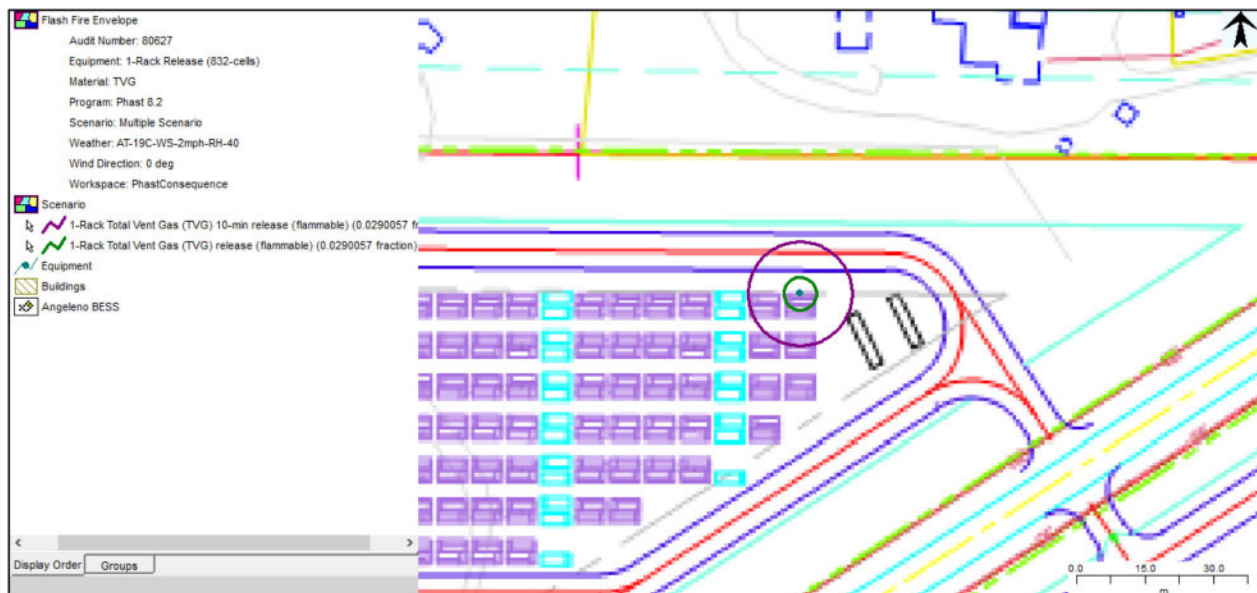 Flash Fire Envelope
Audit Number: 80627
Equipment: 1-Rack Release (832-cells)
Material: TVG
Program: Phast 8.2
Scenario: Multiple Scenario
Weather: AT-19C-WS-2mph-RH-40
Wind Direction: 0 deg
Workspace: PhastConsequence
Scenario
1-Rack Total Vent Gas (TVG) 10-min release (flammable) (0.0290057 fr
1-Rack Total Vent Gas (TVG) release (flammable) (0.0290057 fraction)
Equipment
Buildings
Angeleno BESS
Display Order Groups
0.0 15.0 30.0
m